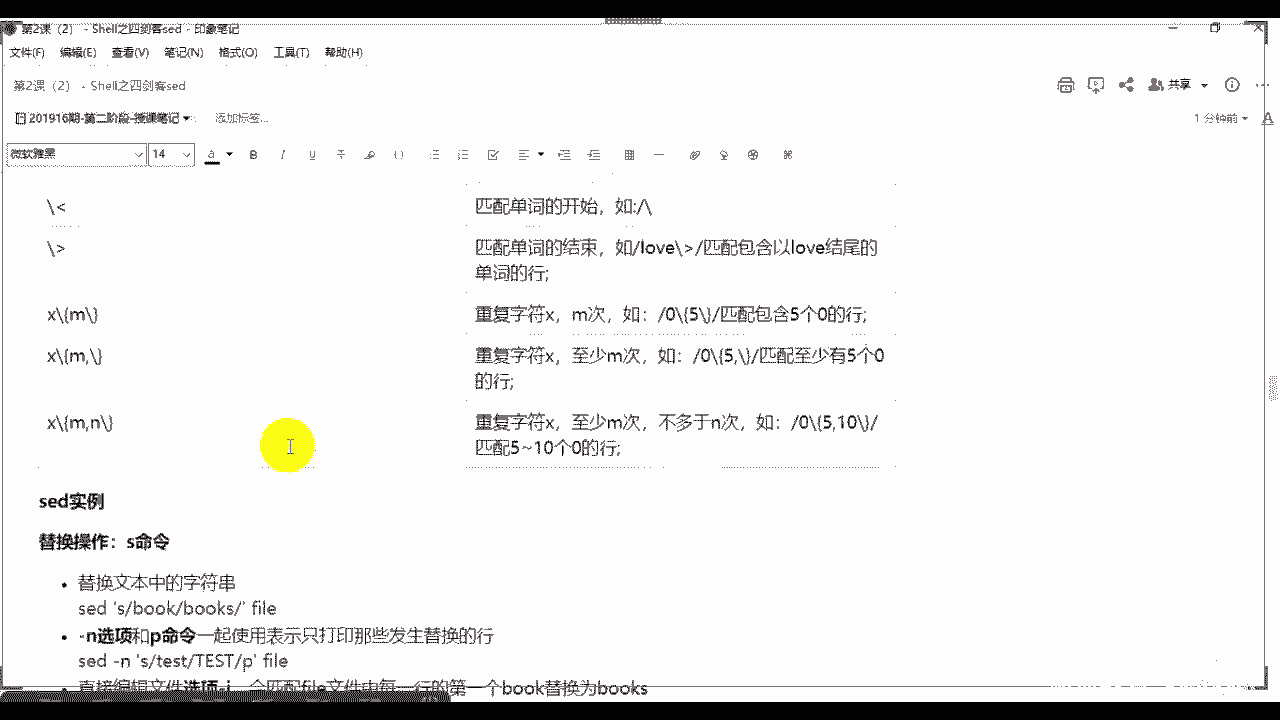 第2课（2） - Shell之四剑客sed - 印象笔记
文件(F) 编辑(E) 查看(V) 笔记(N) 格式(O) 工具(T) 帮助(H)
第2课（2） - Shell之四剑客sed
共享
201916期-第二阶段-授课笔记
添加标签...
1 分钟前
微软雅黑
14
\<
匹配单词的开始，如:/\
\>
匹配单词的结束，如/love\>/匹配包含以love结尾的
单词的行;
x\{m\}
重复字符x，m次，如：/0\{5\}/匹配包含5个0的行;
x\{m,\}
重复字符x，至少m次，如：/0\{5,\}/匹配至少有5个0
的行;
x\{m,n\}
重复字符x，至少m次，不多于n次，如：/0\{5,10\}/
匹配5~10个0的行;
sed实例
替换操作：s命令
• 替换文本中的字符串
sed 's/book/books/' file
• -n选项和p命令一起使用表示只打印那些发生替换的行
sed -n 's/test/TEST/p' file
• 直接编辑文件选项-i，会匹配file文件中每一行的第一个book替换为books